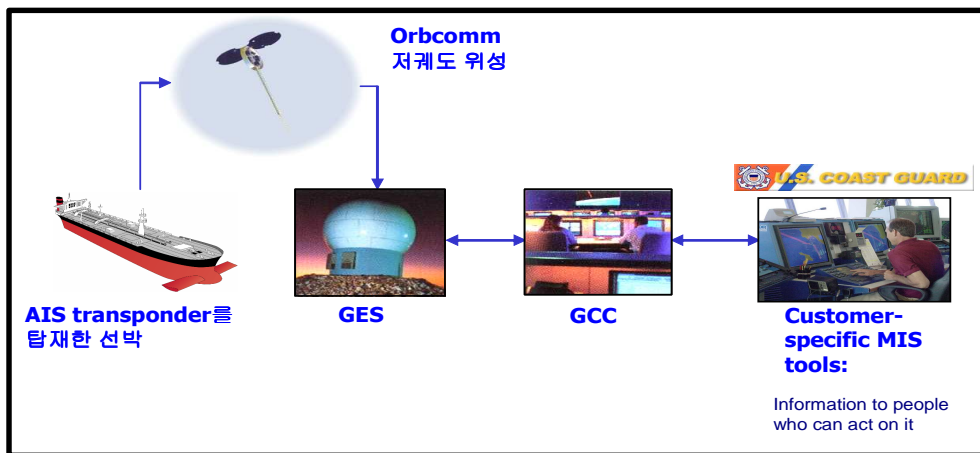 Orbcomm
저궤도 위성
U.S. COAST GUARD
AIS transponder를
탑재한 선박
GES
GCC
Customer-
specific MIS
tools:
Information to people
who can act on it